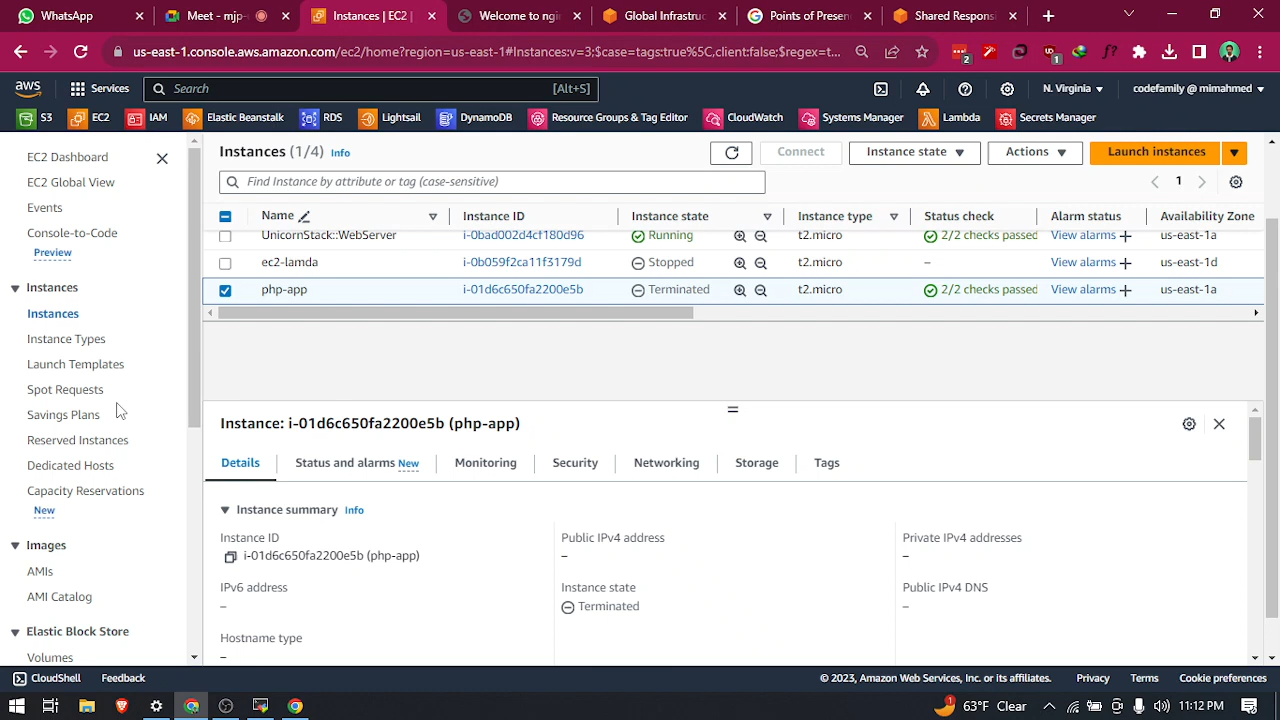 WhatsApp
Meet - mjp-
Instances | EC2 |
Welcome to ngi
Global Infrastruc
Points of Presen
Shared Responsi
us-east-1.console.aws.amazon.com/ec2/home?region=us-east-1#Instances:v=3;$case=tags:true%5C,client:false;$regex=t...
2
1
f?
aws
Services
Search
[Alt+S]
N. Virginia
codefamily @ mimahmed
S3
EC2
IAM
Elastic Beanstalk
RDS
Lightsail
DynamoDB
Resource Groups & Tag Editor
CloudWatch
Systems Manager
Lambda
Secrets Manager
EC2 Dashboard
EC2 Global View
Events
Console-to-Code
Preview
Instances
Instances
Instance Types
Launch Templates
Spot Requests
Savings Plans
Reserved Instances
Dedicated Hosts
Capacity Reservations
New
Images
AMIs
AMI Catalog
Elastic Block Store
Volumes
Instances (1/4) Info
Connect
Instance state
Actions
Launch instances
Find Instance by attribute or tag (case-sensitive)
1
Name Instance ID Instance state Instance type Status check Alarm status Availability Zone
UnicornStack::WebServer i-0bad002d4cf180d96 Running t2.micro 2/2 checks passed View alarms + us-east-1a
ec2-lamda i-0b059f2ca11f3179d Stopped t2.micro – View alarms + us-east-1d
php-app i-01d6c650fa2200e5b Terminated t2.micro 2/2 checks passed View alarms + us-east-1a
Instance: i-01d6c650fa2200e5b (php-app)
Details
Status and alarms New
Monitoring
Security
Networking
Storage
Tags
Instance summary Info
Instance ID
i-01d6c650fa2200e5b (php-app)
Public IPv4 address
–
Private IPv4 addresses
–
IPv6 address
–
Instance state
Terminated
Public IPv4 DNS
–
Hostname type
–
CloudShell
Feedback
© 2023, Amazon Web Services, Inc. or its affiliates.
Privacy
Terms
Cookie preferences
1
63°F Clear
11:12 PM